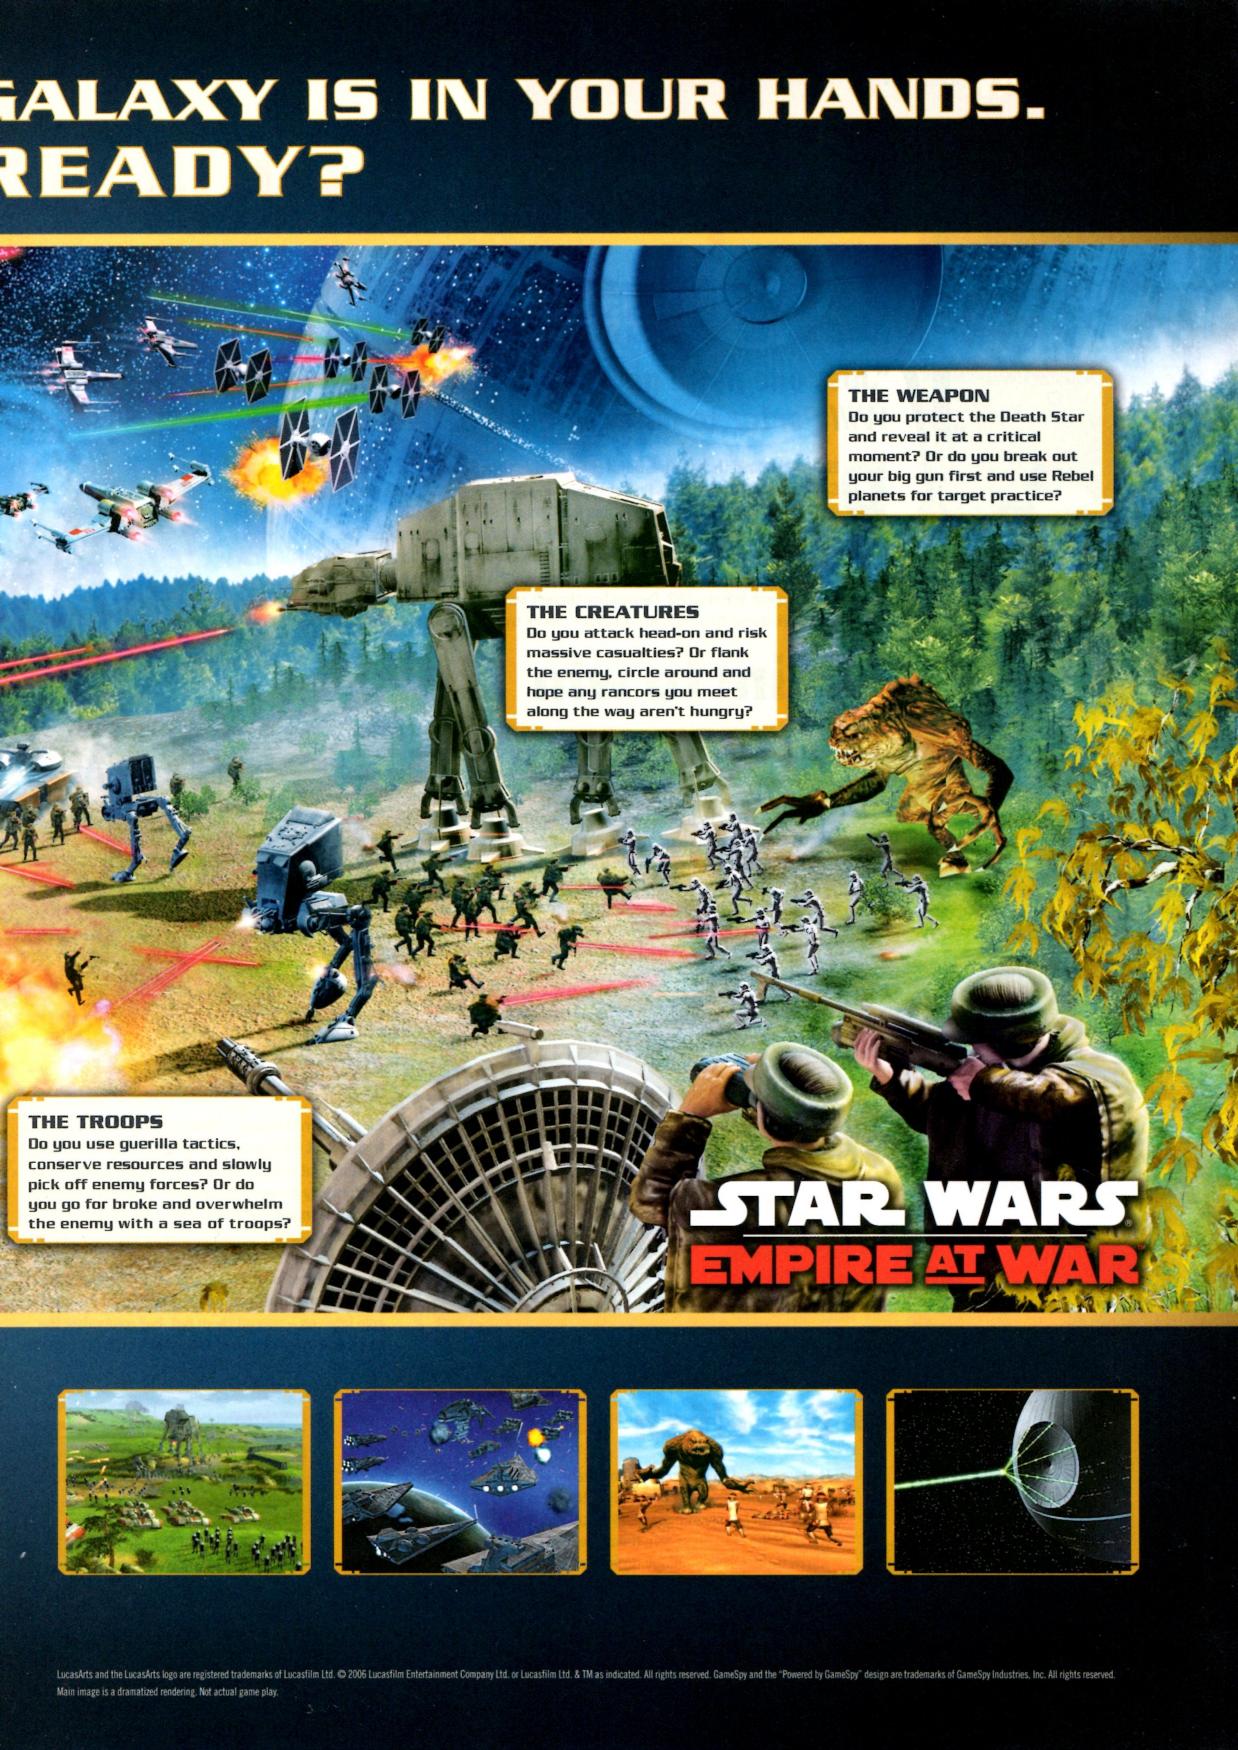 GALAXY IS IN YOUR HANDS.
READY?
THE WEAPON
Do you protect the Death Star
and reveal it at a critical
moment? Or do you break out
your big gun first and use Rebel
planets for target practice?
THE CREATURES
Do you attack head-on and risk
massive casualties? Or flank
the enemy, circle around and
hope any rancors you meet
along the way aren't hungry?
THE TROOPS
Do you use guerilla tactics,
conserve resources and slowly
pick off enemy forces? Or do
you go for broke and overwhelm
the enemy with a sea of troops?
STAR WARS®
EMPIRE AT WAR™
LucasArts and the LucasArts logo are registered trademarks of Lucasfilm Ltd. © 2006 Lucasfilm Entertainment Company Ltd. or Lucasfilm Ltd. & TM as indicated. All rights reserved. GameSpy and the "Powered by GameSpy" design are trademarks of GameSpy Industries, Inc. All rights reserved.
Main image is a dramatized rendering. Not actual game play.